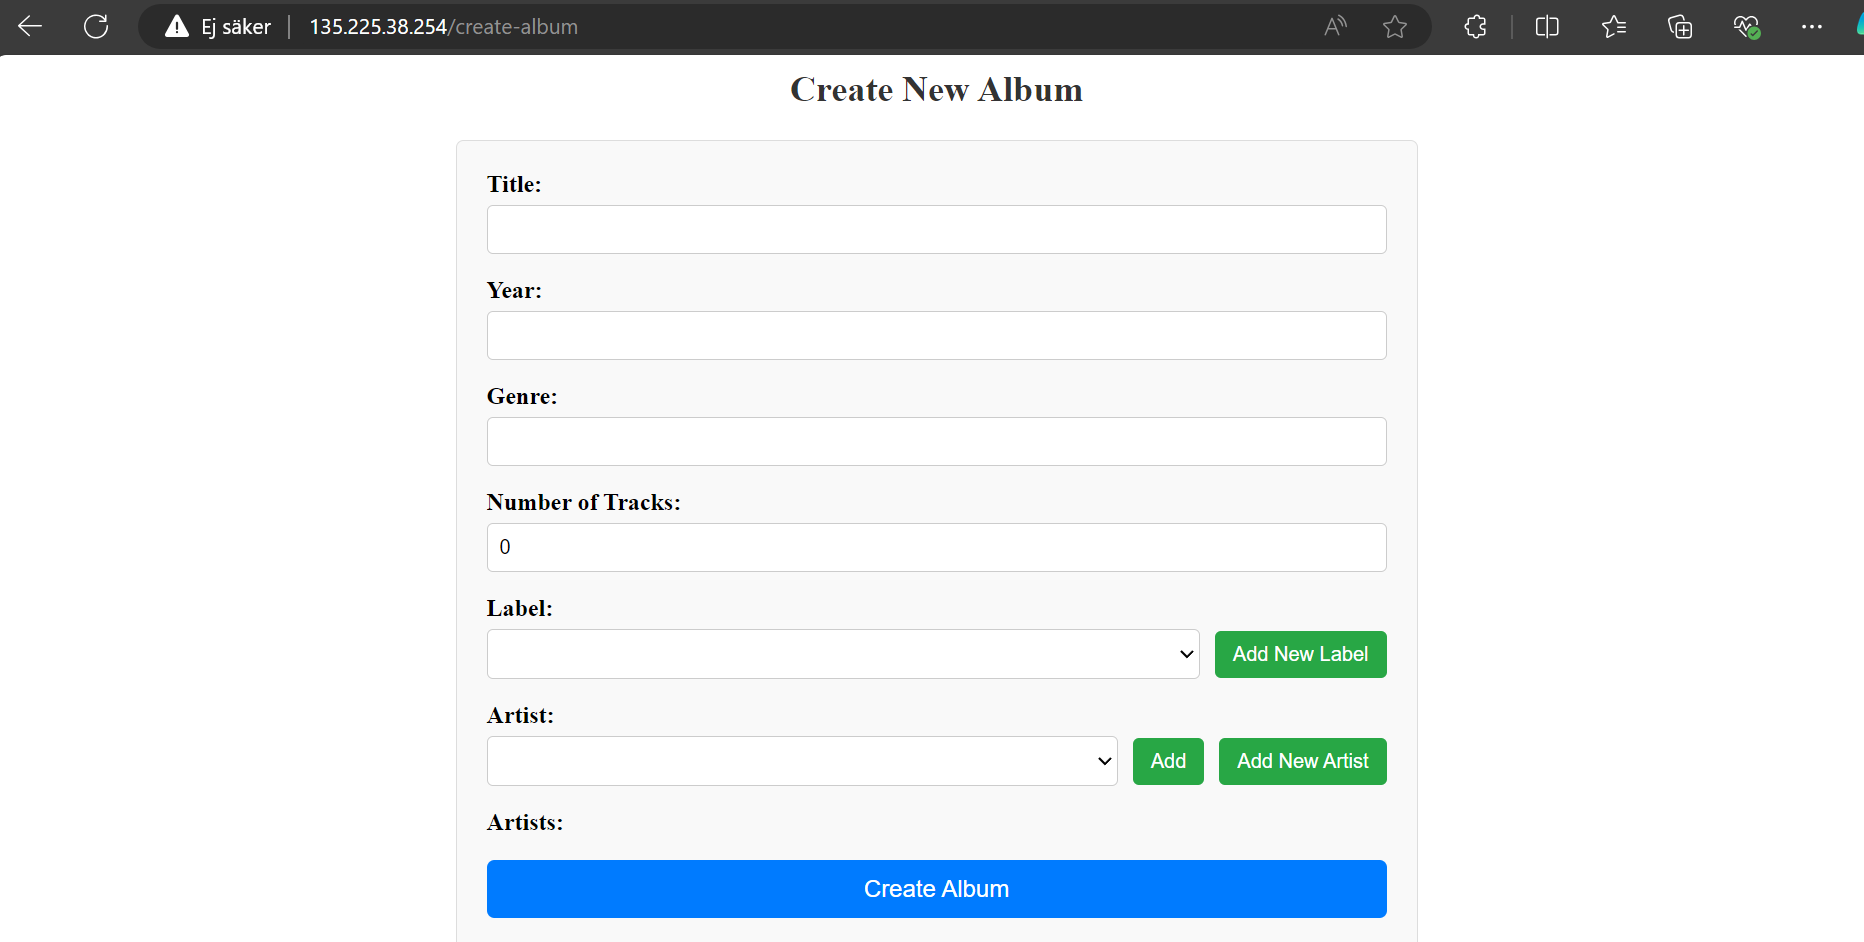 Ej säker 135.225.38.254/create-album
Create New Album
Title:
Year:
Genre:
Number of Tracks:
0
Label:
Add New Label
Artist:
Add Add New Artist
Artists:
Create Album